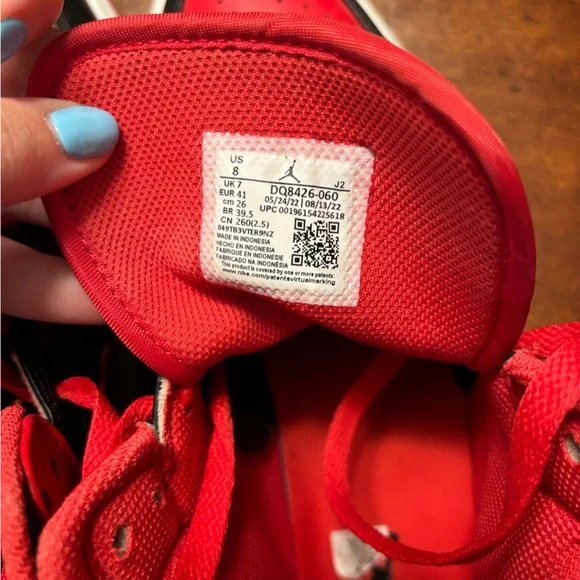 US
8
J2
UK 7
DQ8426-060
EUR 41
05/24/22 | 08/13/22
cm 26
UPC 00196154225618
BR 39.5
CN 260(2.5)
049TB3VTER9NZ
MADE IN INDONESIA
HECHO EN INDONESIA
FABRIQUE EN INDONESIE
FABRICADO NA INDONÉSIA
This product is covered by one or more patents:
www.nike.com/patentsvirtualmarking